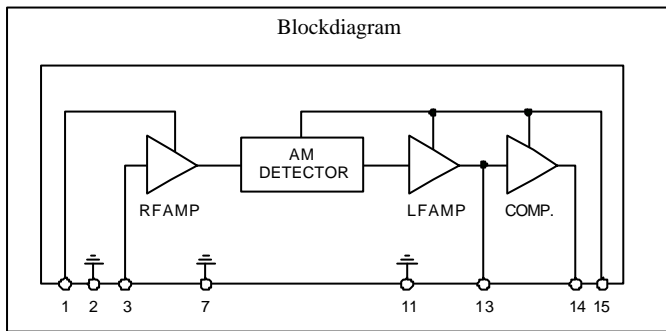 Blockdiagram
AM
DETECTOR
RFAMP
LFAMP
COMP.
1 2 3 7 11 13 14 15